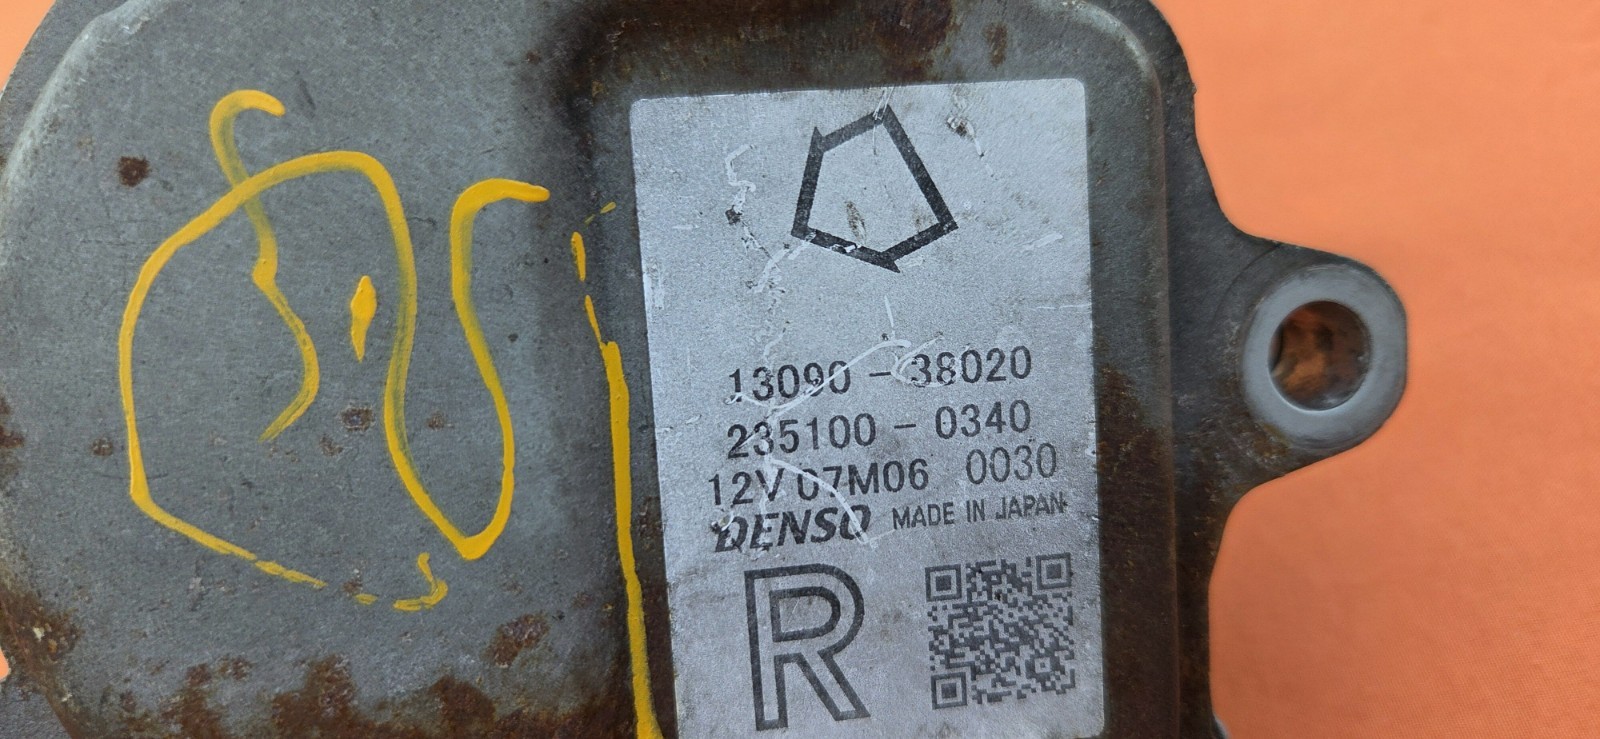 13090-38020
235100-0340
12V 07M06 0030
DENSO MADE IN JAPAN
R